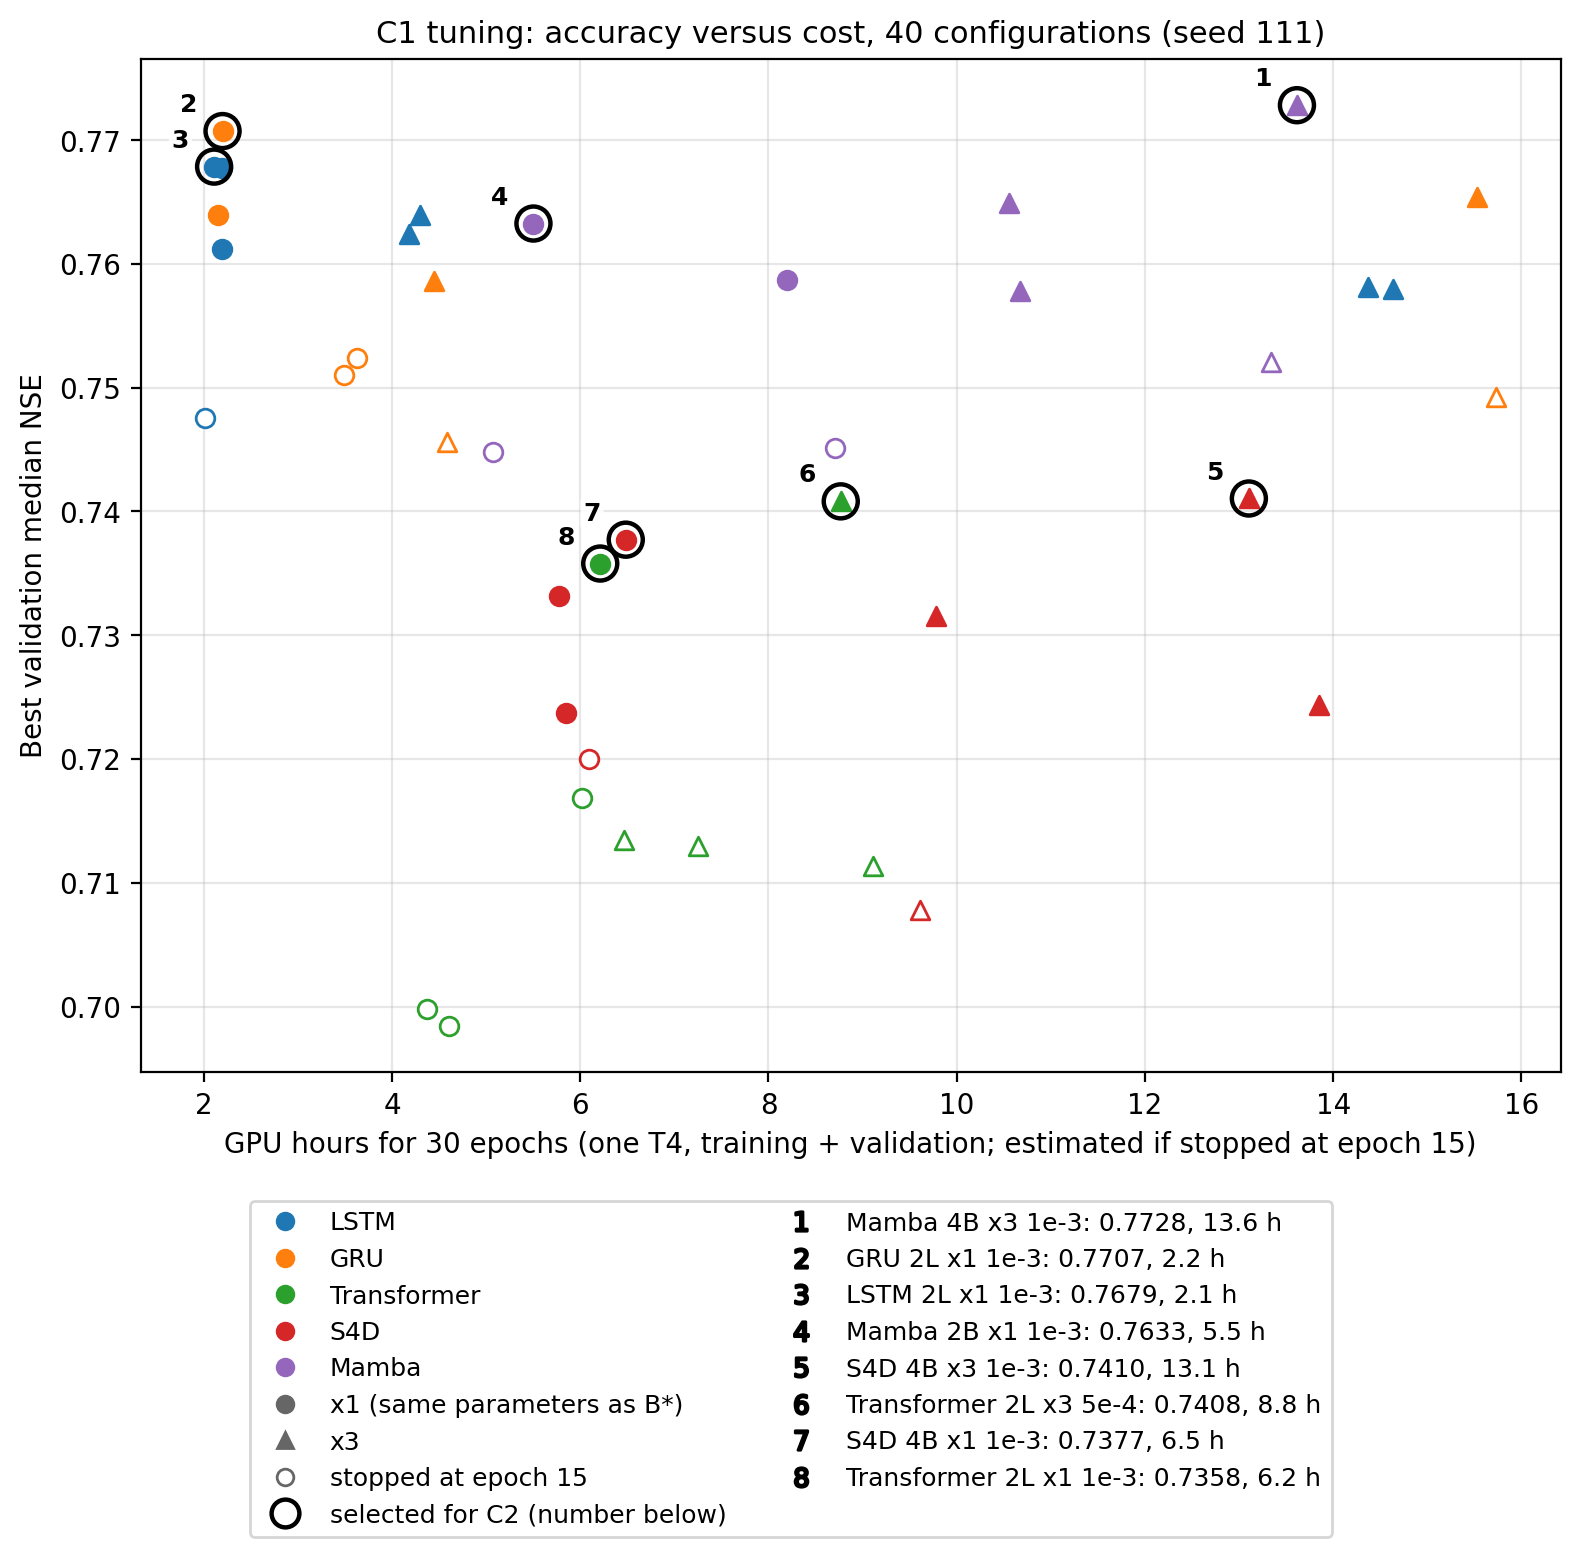 C1 tuning: accuracy versus cost, 40 configurations (seed 111)
Best validation median NSE
0.77
0.76
0.75
0.74
0.73
0.72
0.71
0.70
1
2
3
4
5
6
7
8
2 4 6 8 10 12 14 16
GPU hours for 30 epochs (one T4, training + validation; estimated if stopped at epoch 15)
LSTM
GRU
Transformer
S4D
Mamba
x1 (same parameters as B*)
x3
stopped at epoch 15
selected for C2 (number below)
1 Mamba 4B x3 1e-3: 0.7728, 13.6 h
2 GRU 2L x1 1e-3: 0.7707, 2.2 h
3 LSTM 2L x1 1e-3: 0.7679, 2.1 h
4 Mamba 2B x1 1e-3: 0.7633, 5.5 h
5 S4D 4B x3 1e-3: 0.7410, 13.1 h
6 Transformer 2L x3 5e-4: 0.7408, 8.8 h
7 S4D 4B x1 1e-3: 0.7377, 6.5 h
8 Transformer 2L x1 1e-3: 0.7358, 6.2 h